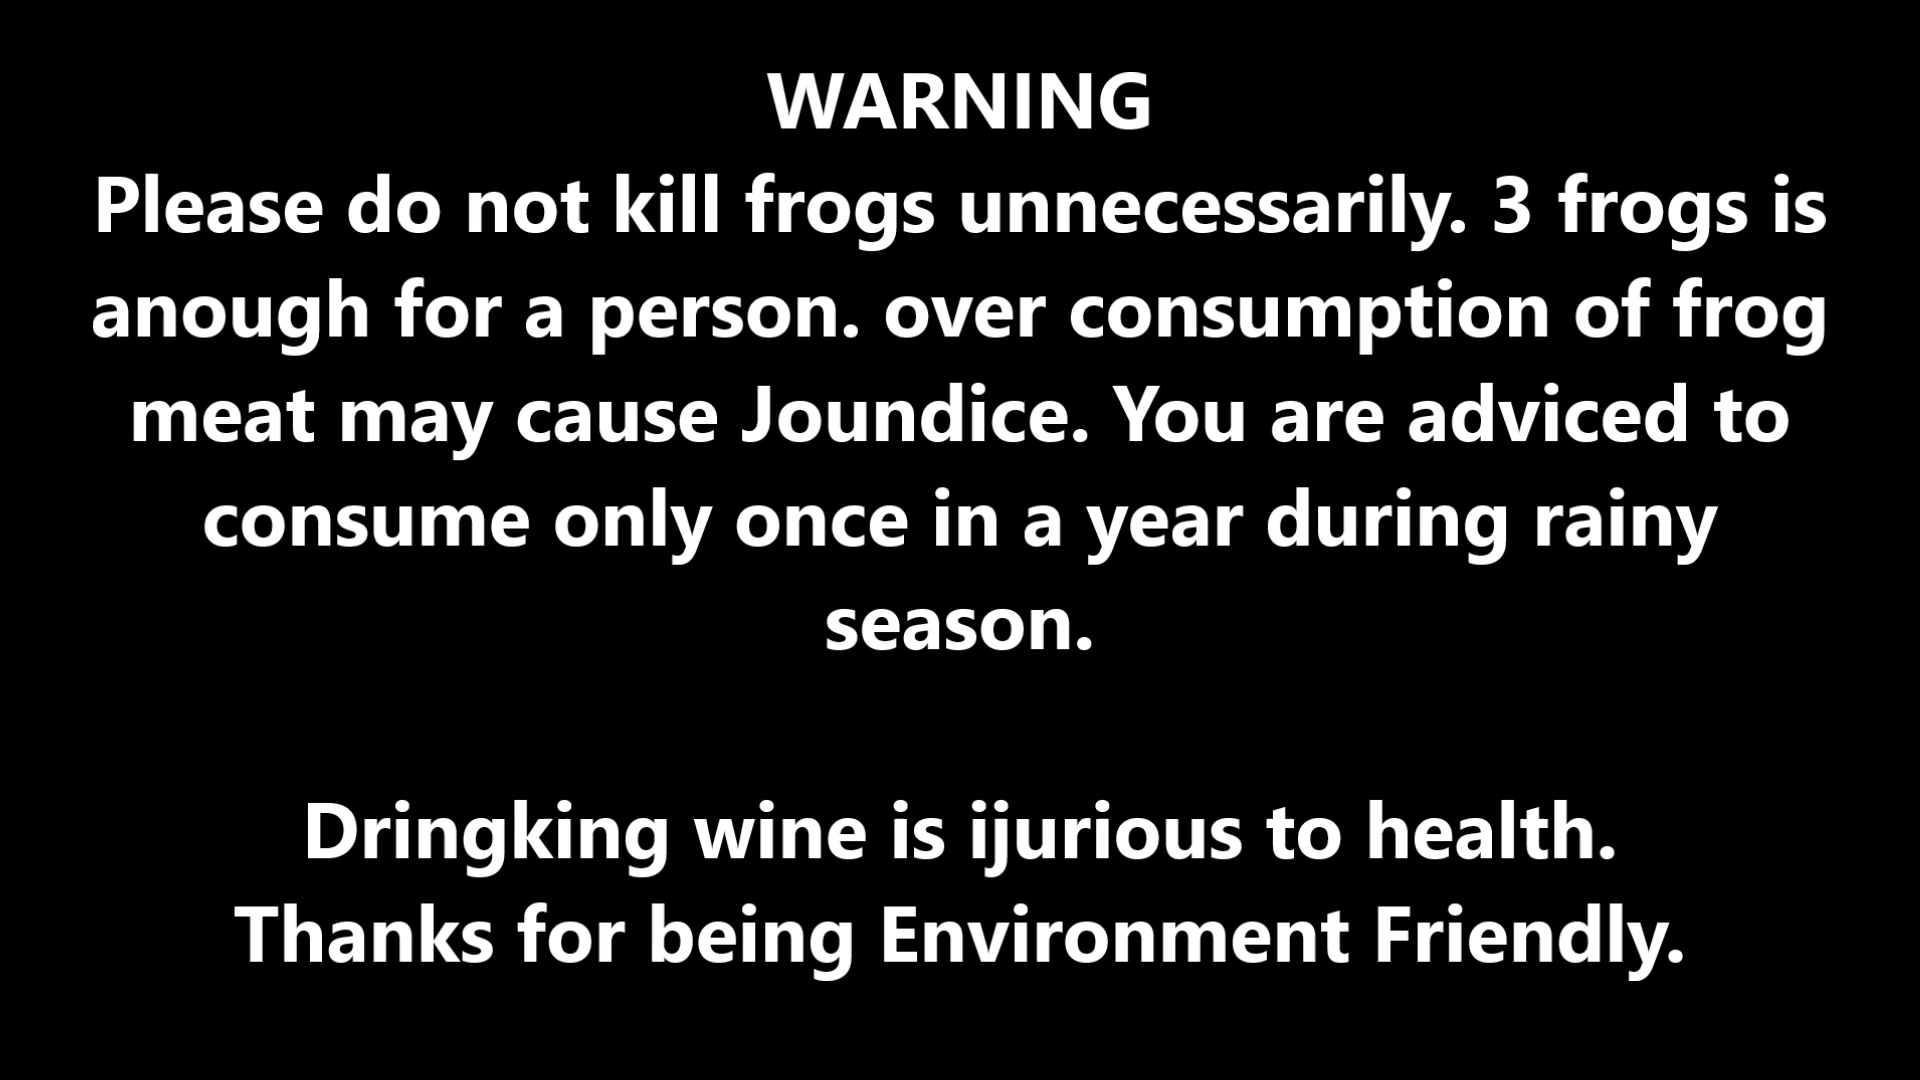 WARNING
Please do not kill frogs unnecessarily. 3 frogs is
anough for a person. over consumption of frog
meat may cause Joundice. You are adviced to
consume only once in a year during rainy
season.
Dringking wine is ijurious to health.
Thanks for being Environment Friendly.